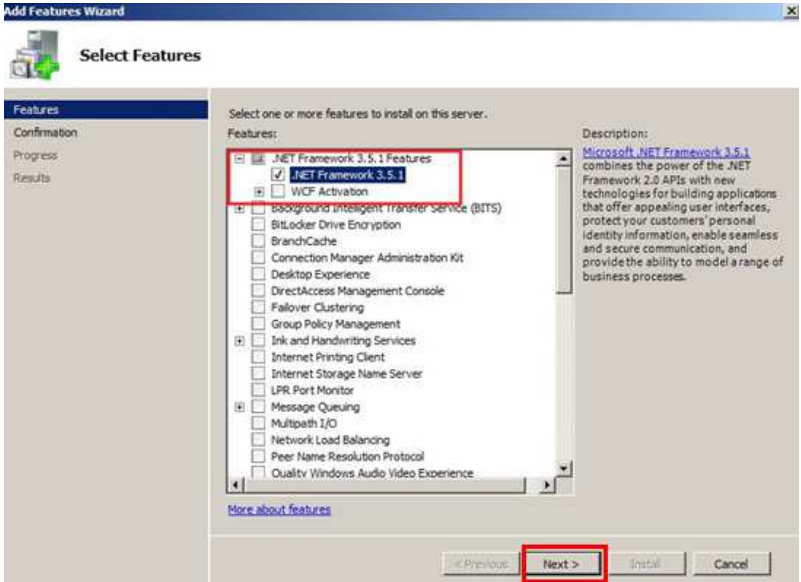 Add Features Wizard
Select Features
Features
Confirmation
Progress
Results
Select one or more features to install on this server.
Features:
.NET Framework 3.5.1 Features
.NET Framework 3.5.1
WCF Activation
Background Intelligent Transfer Service (BITS)
BitLocker Drive Encryption
BranchCache
Connection Manager Administration Kit
Desktop Experience
DirectAccess Management Console
Failover Clustering
Group Policy Management
Ink and Handwriting Services
Internet Printing Client
Internet Storage Name Server
LPR Port Monitor
Message Queuing
Multipath I/O
Network Load Balancing
Peer Name Resolution Protocol
Quality Windows Audio Video Experience
Description:
Microsoft .NET Framework 3.5.1
combines the power of the .NET
Framework 2.0 APIs with new
technologies for building applications
that offer appealing user interfaces,
protect your customers' personal
identity information, enable seamless
and secure communication, and
provide the ability to model a range of
business processes.
More about features
< Previous
Next >
Install
Cancel